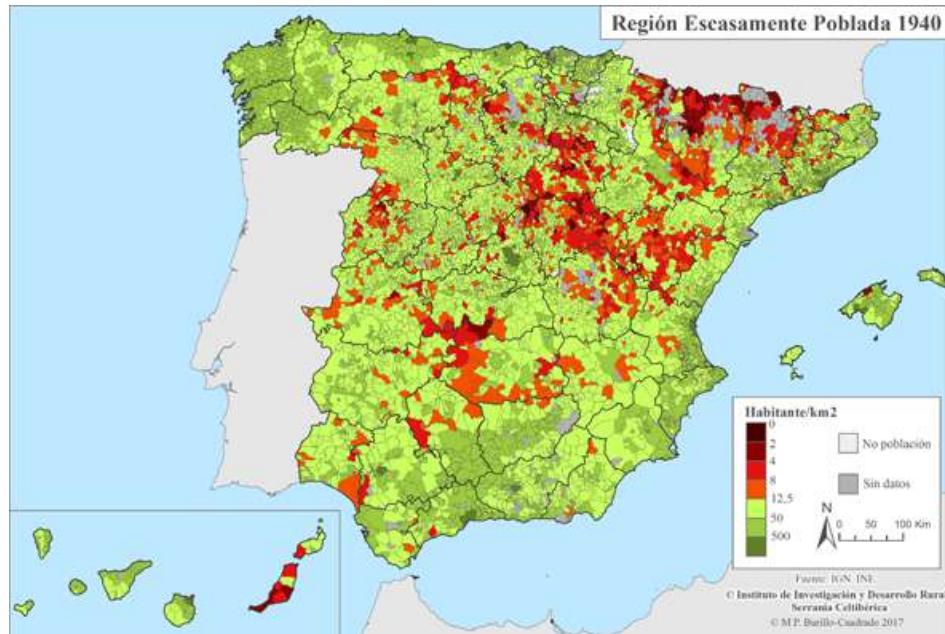 Región Escasamente Poblada 1940
Habitante/km2
0
2
4
8
12,5
50
500
No población
Sin datos
N
0 50 100 Km
Fuente: IGN. INE.
© Instituto de Investigación y Desarrollo Rural
Serranía Celtibérica
© M.P. Burillo-Cuadrado 2017